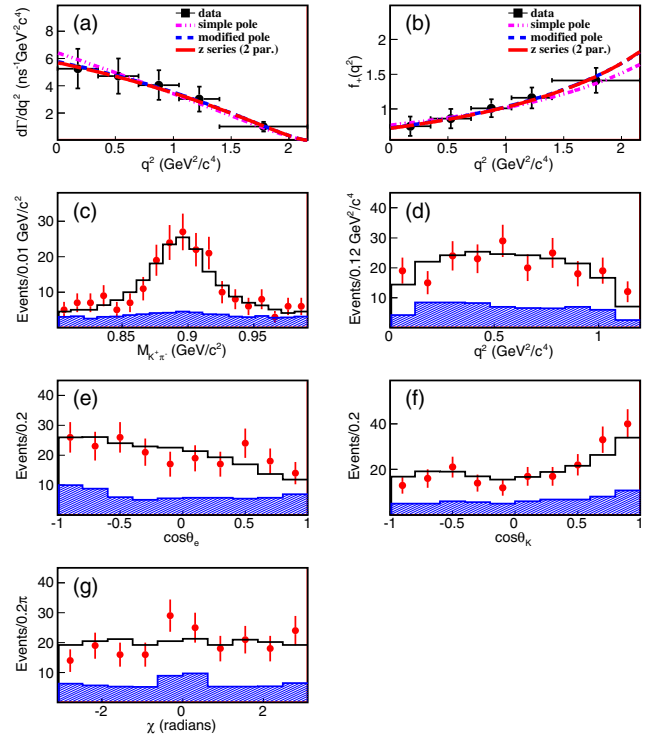 (a)
data
simple pole
modified pole
z series (2 par.)
dΓ/dq² (ns⁻¹GeV⁻²c⁴)
8
6
4
2
0 0.5 1 1.5 2
q² (GeV²/c⁴)
(b)
data
simple pole
modified pole
z series (2 par.)
f₊(q²)
2
1.5
1
0 0.5 1 1.5 2
q² (GeV²/c⁴)
(c)
Events/0.01 GeV/c²
30
20
10
0.85 0.9 0.95
M_K⁺π⁻ (GeV/c²)
(d)
Events/0.12 GeV²/c⁴
40
30
20
10
0 0.5 1
q² (GeV²/c⁴)
(e)
Events/0.2
40
20
-1 -0.5 0 0.5 1
cosθₑ
(f)
Events/0.2
40
20
-1 -0.5 0 0.5 1
cosθ_K
(g)
Events/0.2π
40
30
20
10
-2 0 2
χ (radians)